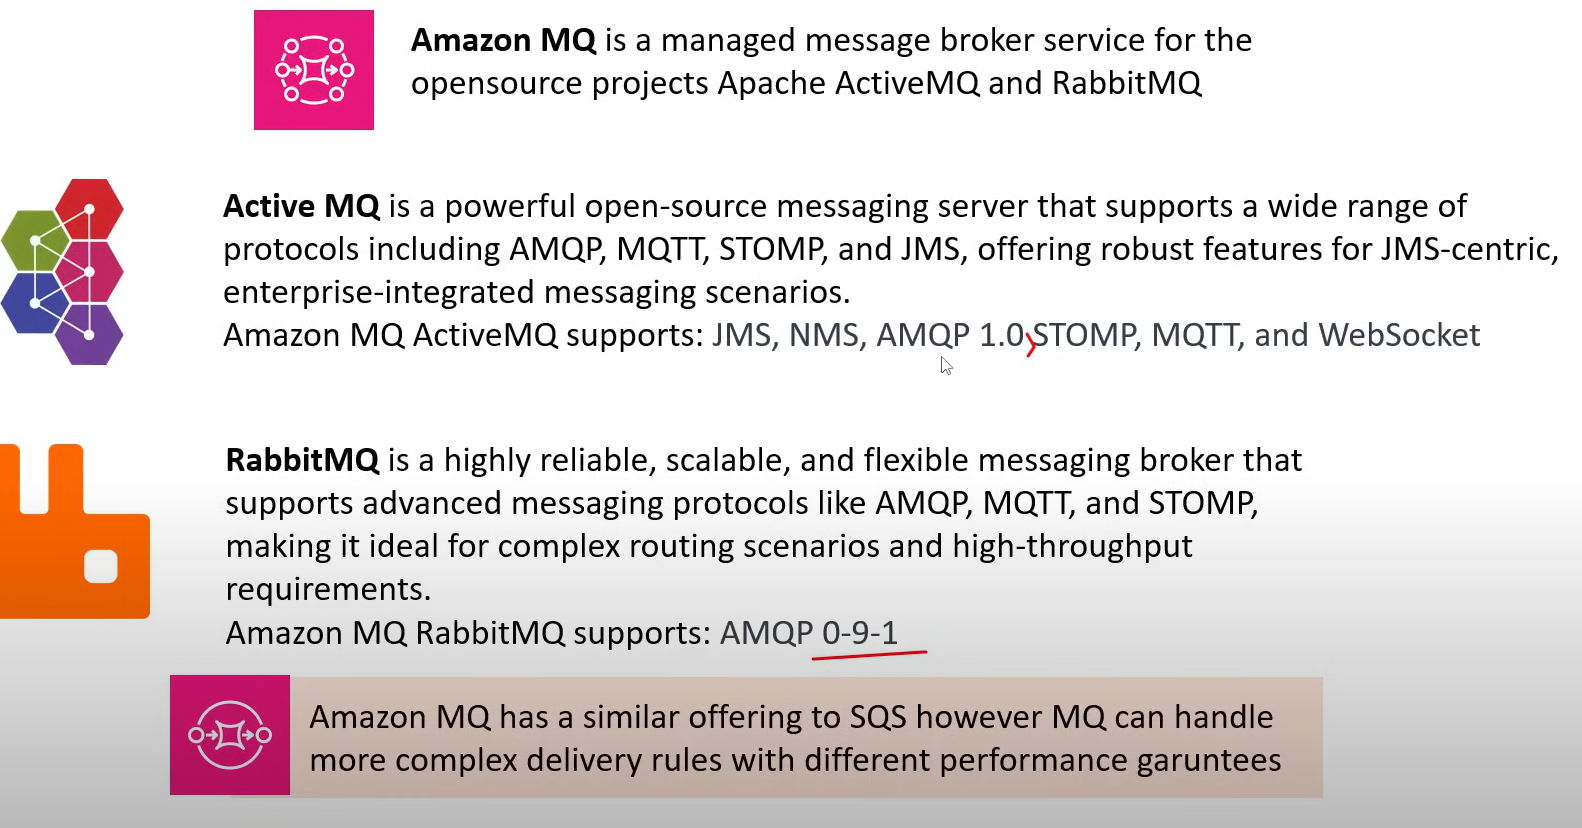 Amazon MQ is a managed message broker service for the
opensource projects Apache ActiveMQ and RabbitMQ
Active MQ is a powerful open-source messaging server that supports a wide range of
protocols including AMQP, MQTT, STOMP, and JMS, offering robust features for JMS-centric,
enterprise-integrated messaging scenarios.
Amazon MQ ActiveMQ supports: JMS, NMS, AMQP 1.0, STOMP, MQTT, and WebSocket
RabbitMQ is a highly reliable, scalable, and flexible messaging broker that
supports advanced messaging protocols like AMQP, MQTT, and STOMP,
making it ideal for complex routing scenarios and high-throughput
requirements.
Amazon MQ RabbitMQ supports: AMQP 0-9-1
Amazon MQ has a similar offering to SQS however MQ can handle
more complex delivery rules with different performance garuntees